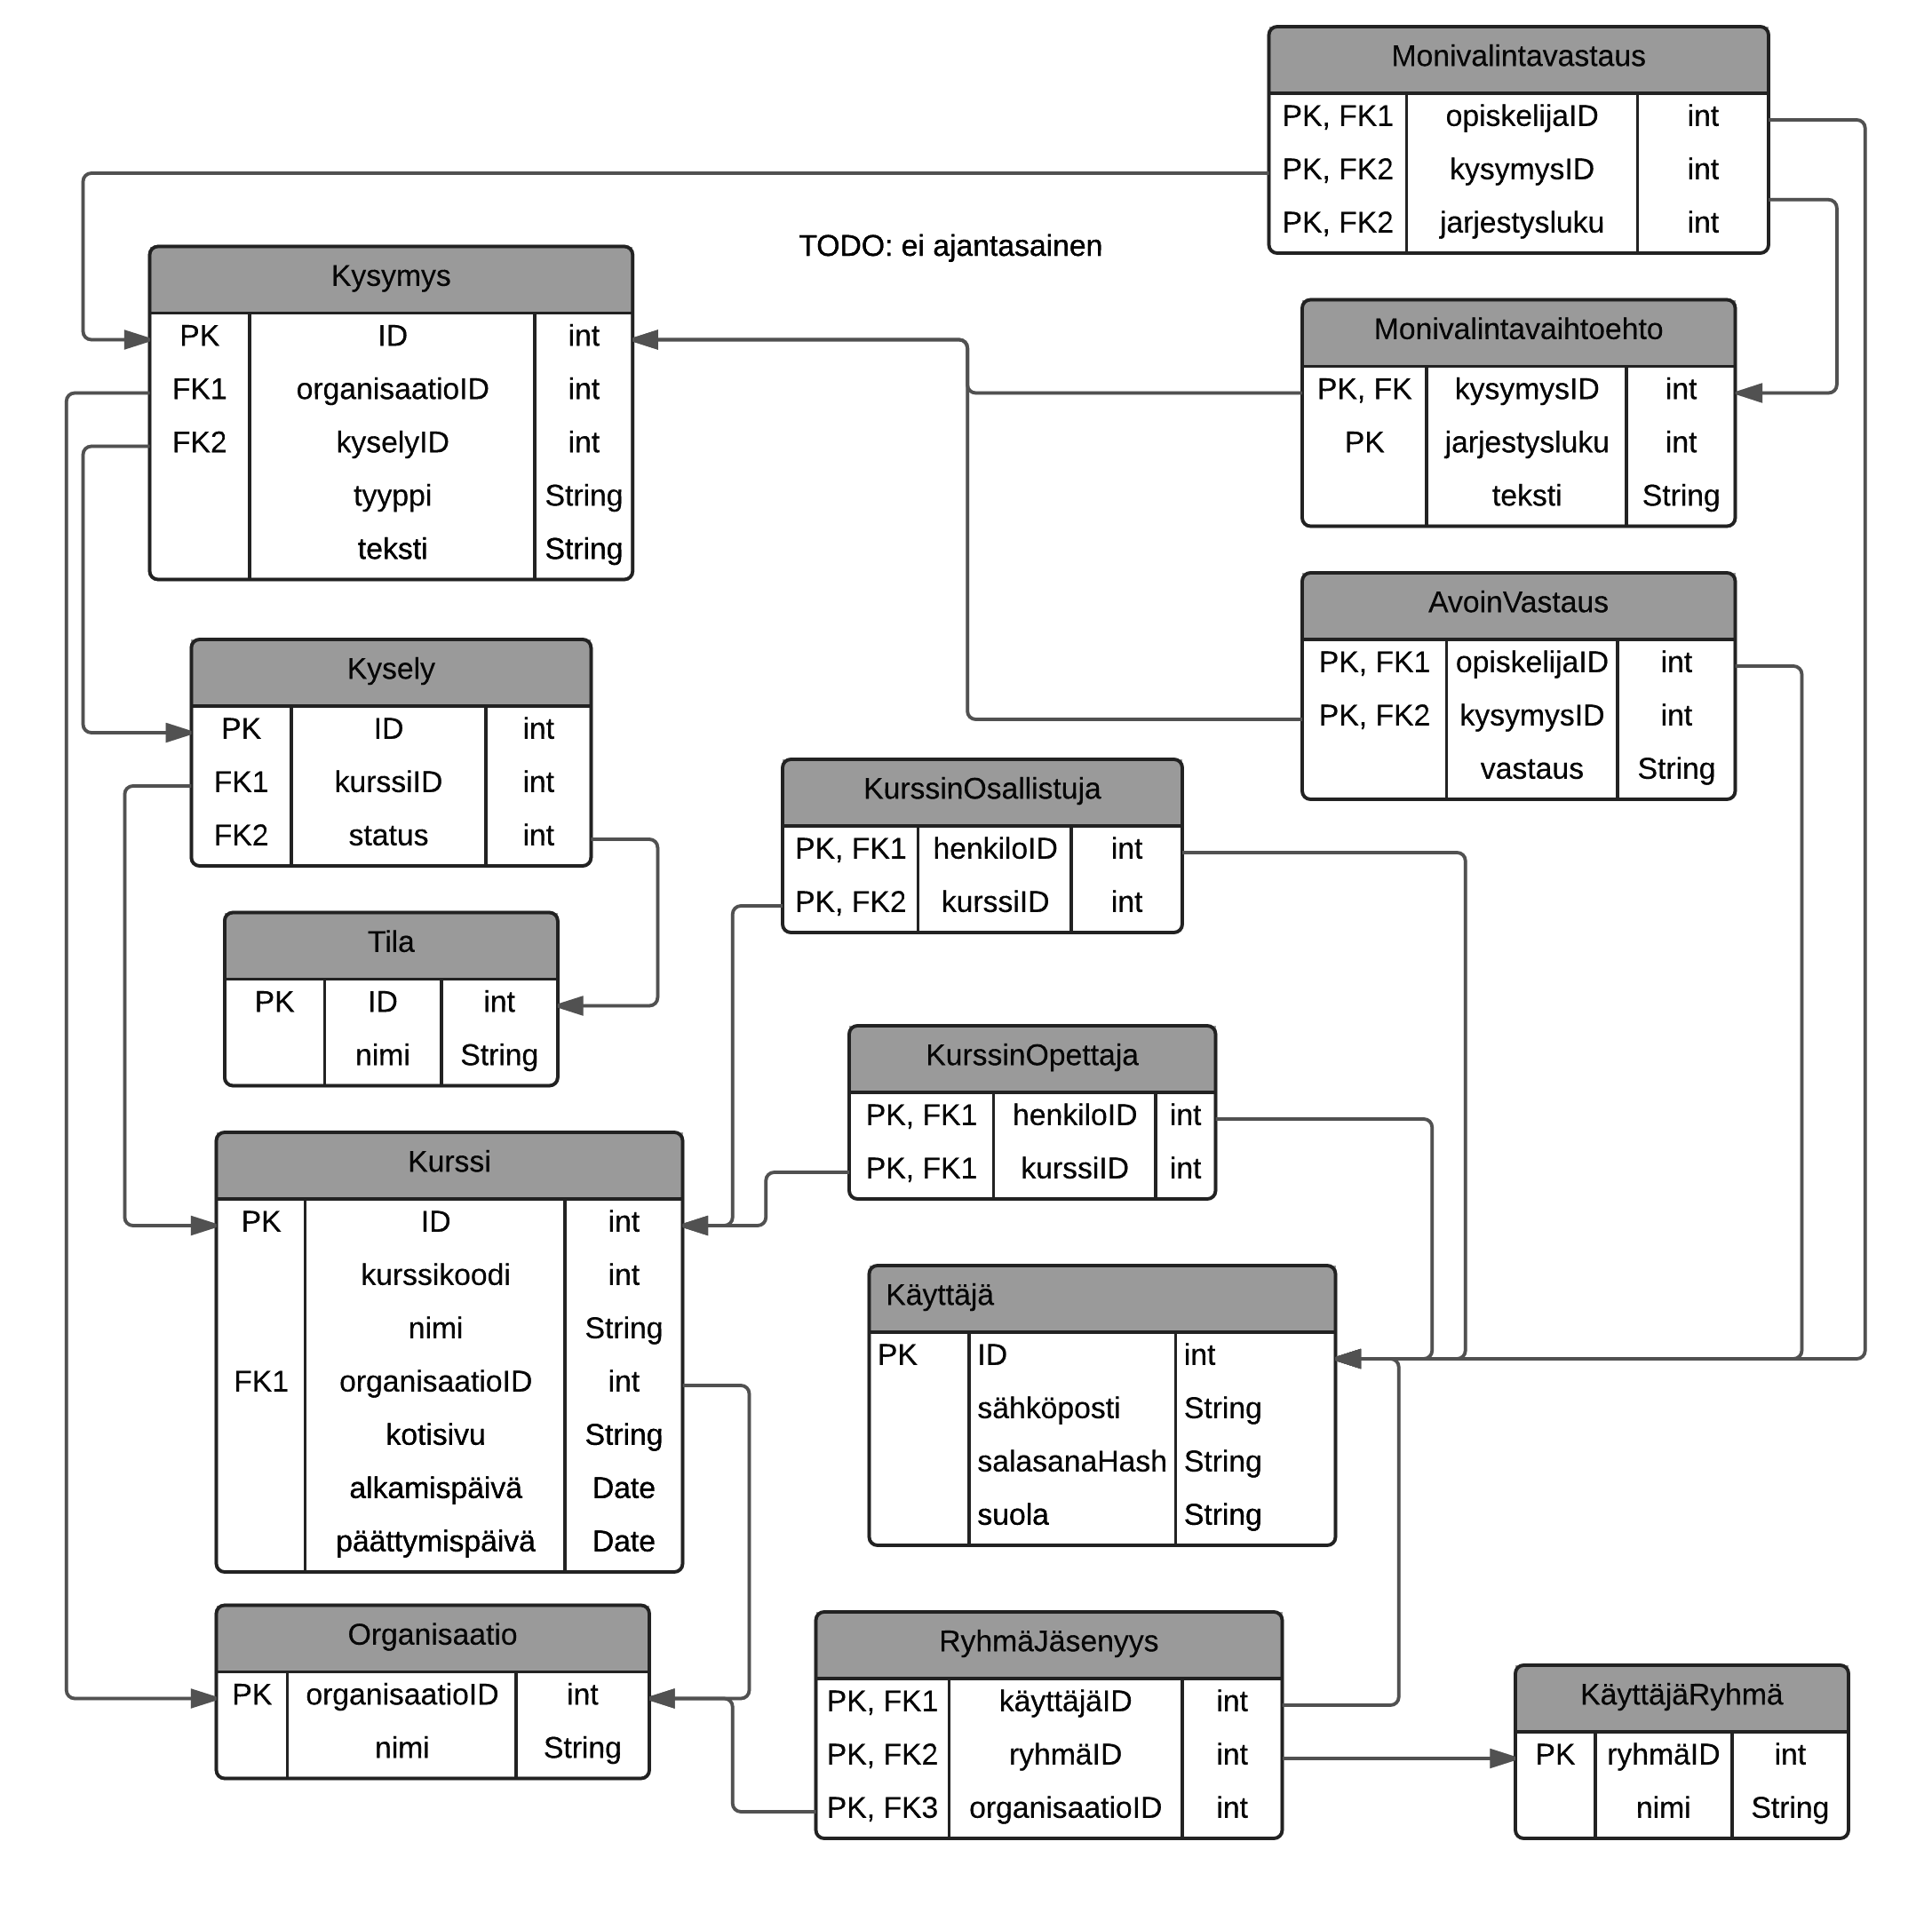 Monivalintavastaus
PK, FK1 opiskelijaID int
PK, FK2 kysymysID int
PK, FK2 jarjestysluku int
TODO: ei ajantasainen
Kysymys
PK ID int
FK1 organisaatioID int
FK2 kyselyID int
tyyppi String
teksti String
Monivalintavaihtoehto
PK, FK kysymysID int
PK jarjestysluku int
teksti String
AvoinVastaus
PK, FK1 opiskelijaID int
PK, FK2 kysymysID int
vastaus String
Kysely
PK ID int
FK1 kurssiID int
FK2 status int
KurssinOsallistuja
PK, FK1 henkiloID int
PK, FK2 kurssiID int
Tila
PK ID int
nimi String
KurssinOpettaja
PK, FK1 henkiloID int
PK, FK1 kurssiID int
Kurssi
PK ID int
kurssikoodi int
nimi String
FK1 organisaatioID int
kotisivu String
alkamispäivä Date
päättymispäivä Date
Käyttäjä
PK ID int
sähköposti String
salasanaHash String
suola String
Organisaatio
PK organisaatioID int
nimi String
RyhmäJäsenyys
PK, FK1 käyttäjäID int
PK, FK2 ryhmäID int
PK, FK3 organisaatioID int
KäyttäjäRyhmä
PK ryhmäID int
nimi String